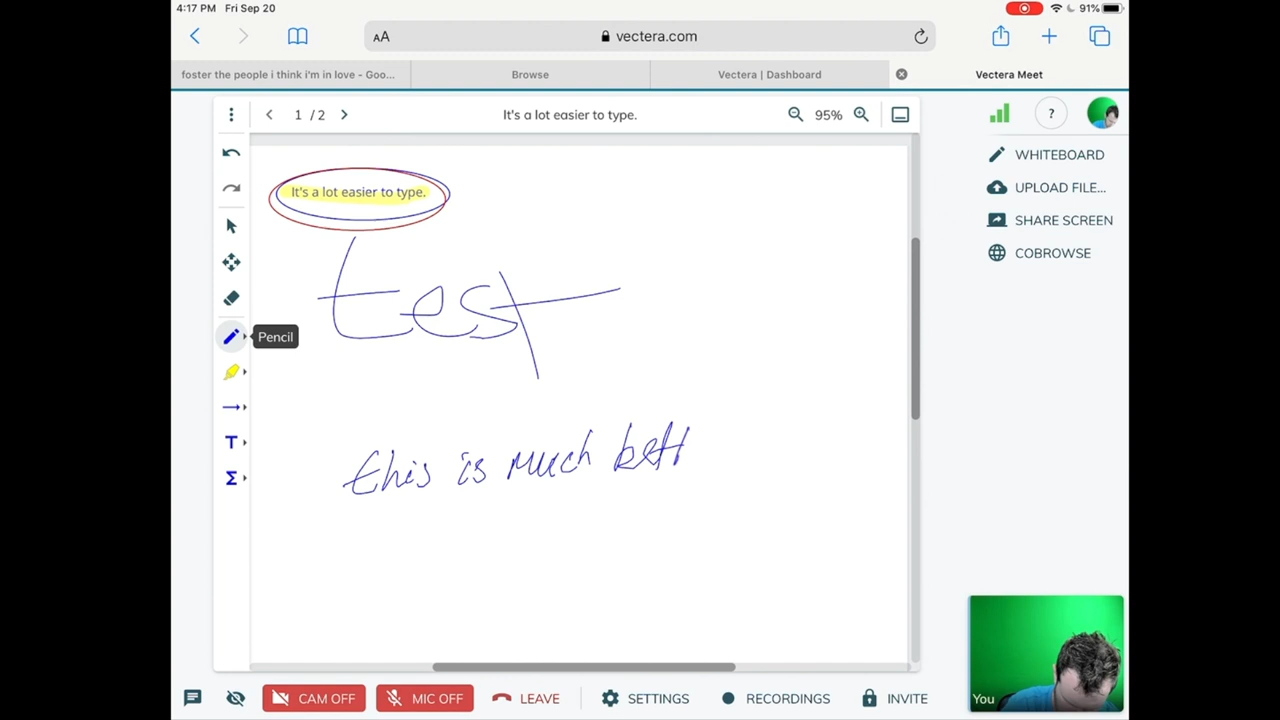 4:17 PM Fri Sep 20 91%
AA vectera.com
foster the people i think i'm in love - Goo... Browse Vectera | Dashboard Vectera Meet
1 / 2 It's a lot easier to type. 95% ?
WHITEBOARD
UPLOAD FILE...
SHARE SCREEN
COBROWSE
It's a lot easier to type.
test
Pencil
T
Σ
this is much bett
You
CAM OFF MIC OFF LEAVE SETTINGS RECORDINGS INVITE